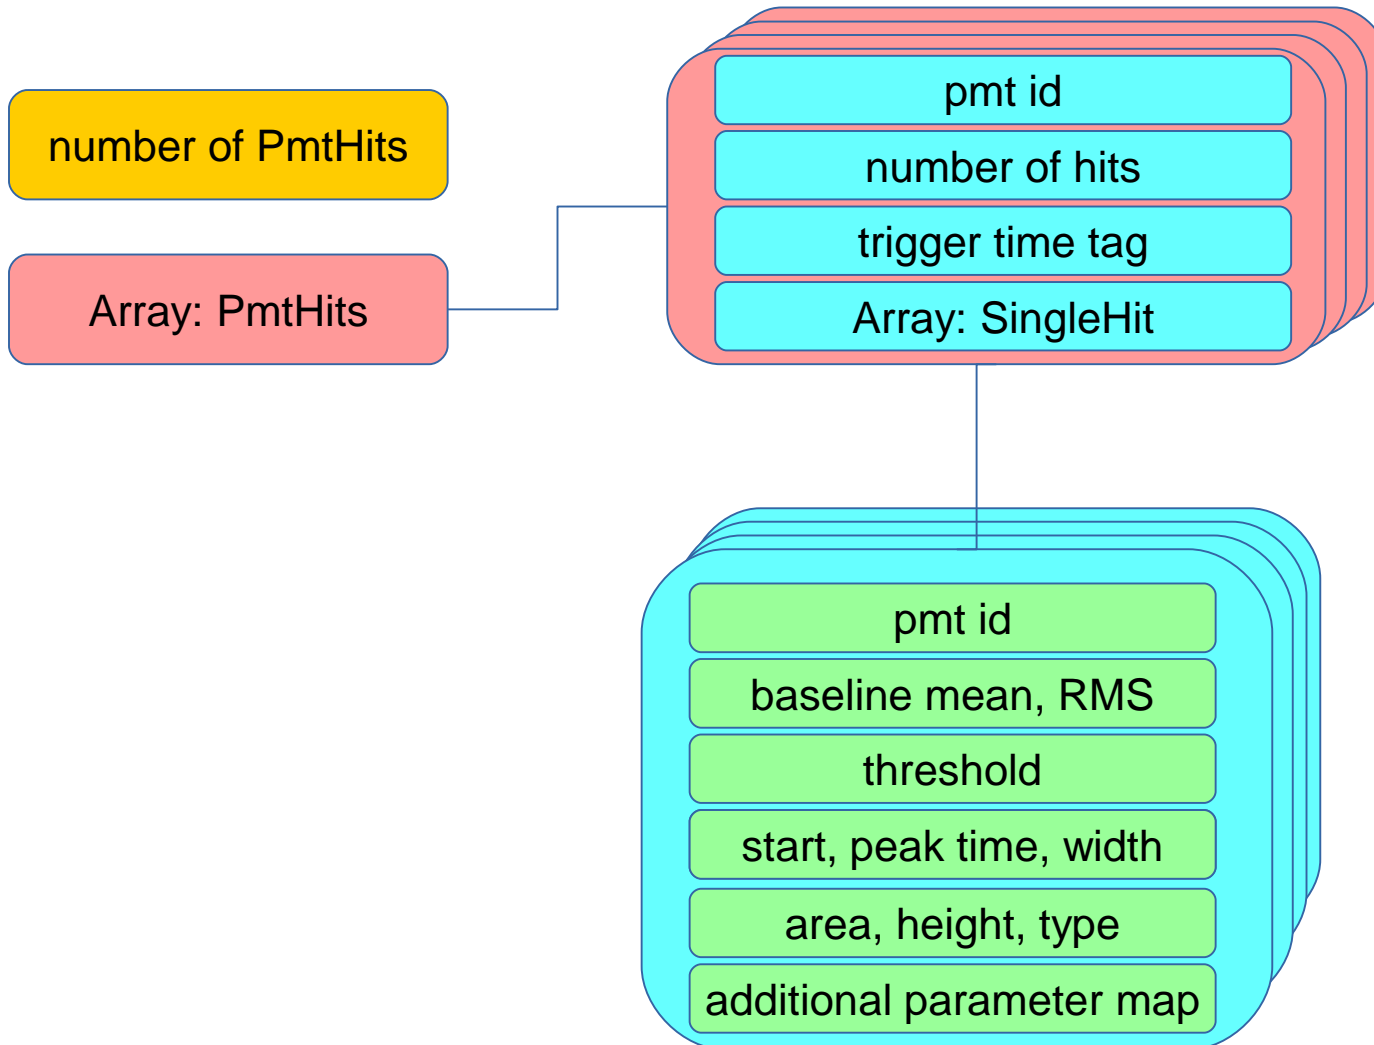 number of PmtHits
Array: PmtHits
pmt id
number of hits
trigger time tag
Array: SingleHit
pmt id
baseline mean, RMS
threshold
start, peak time, width
area, height, type
additional parameter map